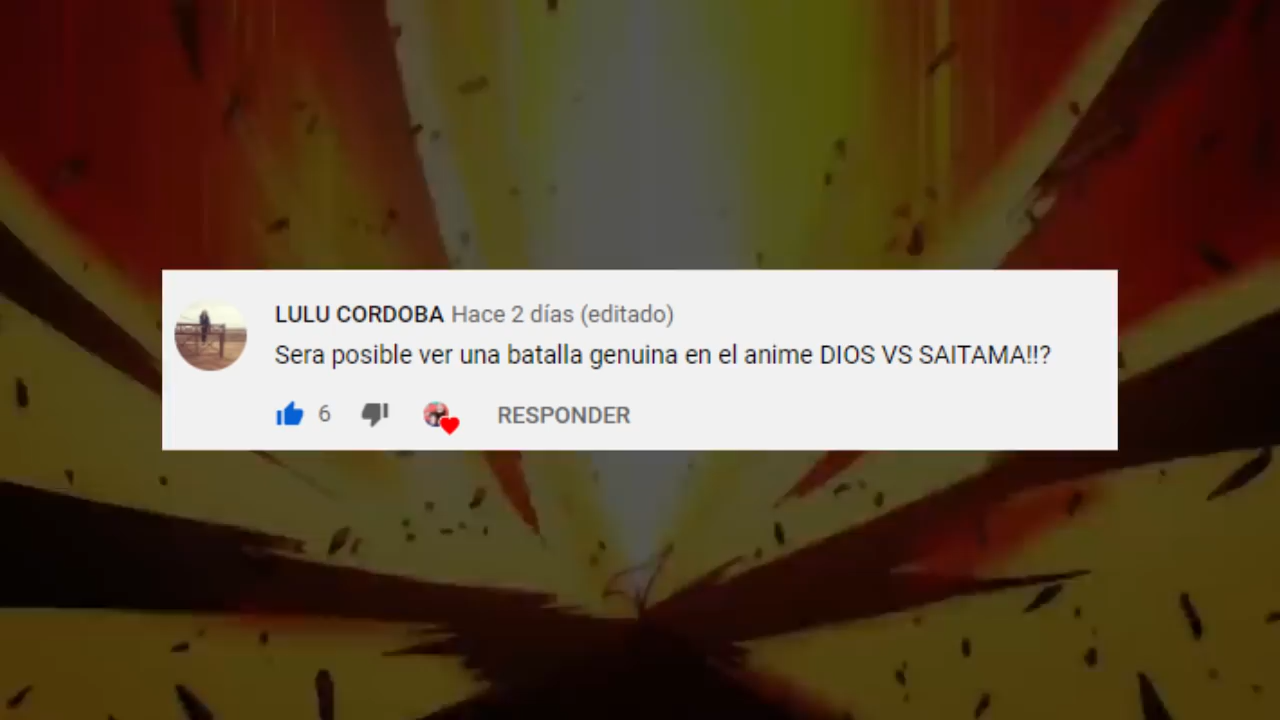 LULU CORDOBA Hace 2 días (editado)
Sera posible ver una batalla genuina en el anime DIOS VS SAITAMA!!?
6 RESPONDER